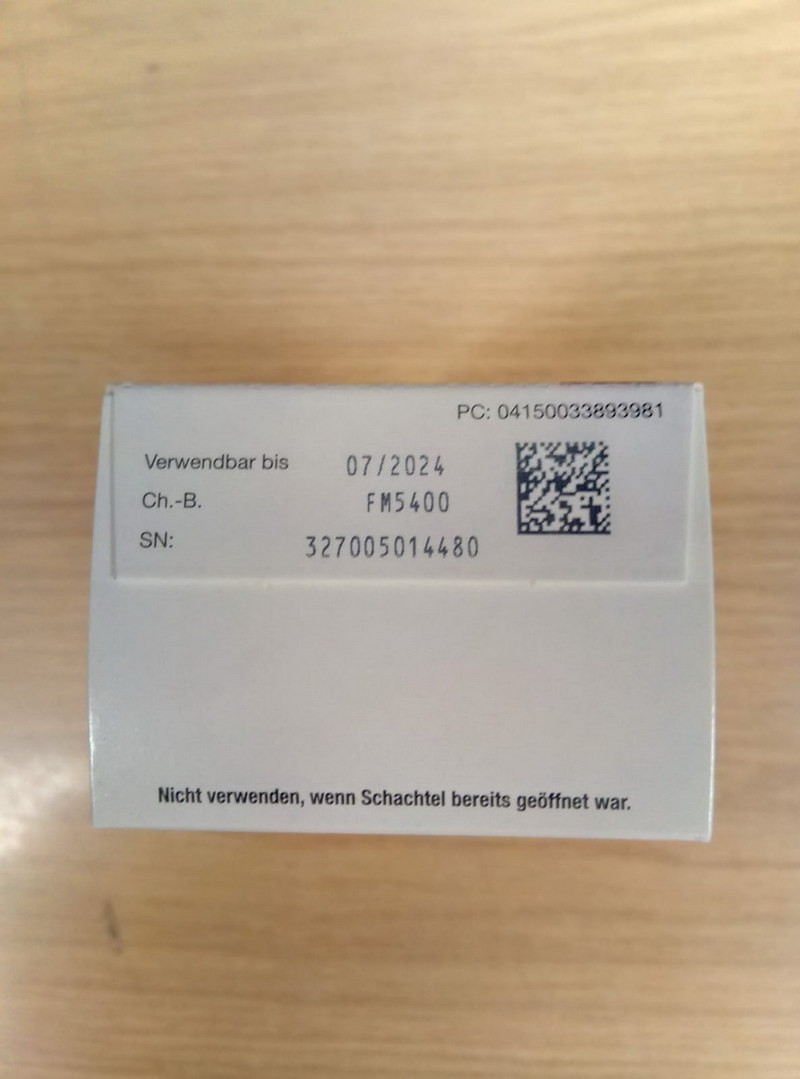 PC: 04150033893981
Verwendbar bis 07/2024
Ch.-B. FM5400
SN: 327005014480
Nicht verwenden, wenn Schachtel bereits geöffnet war.